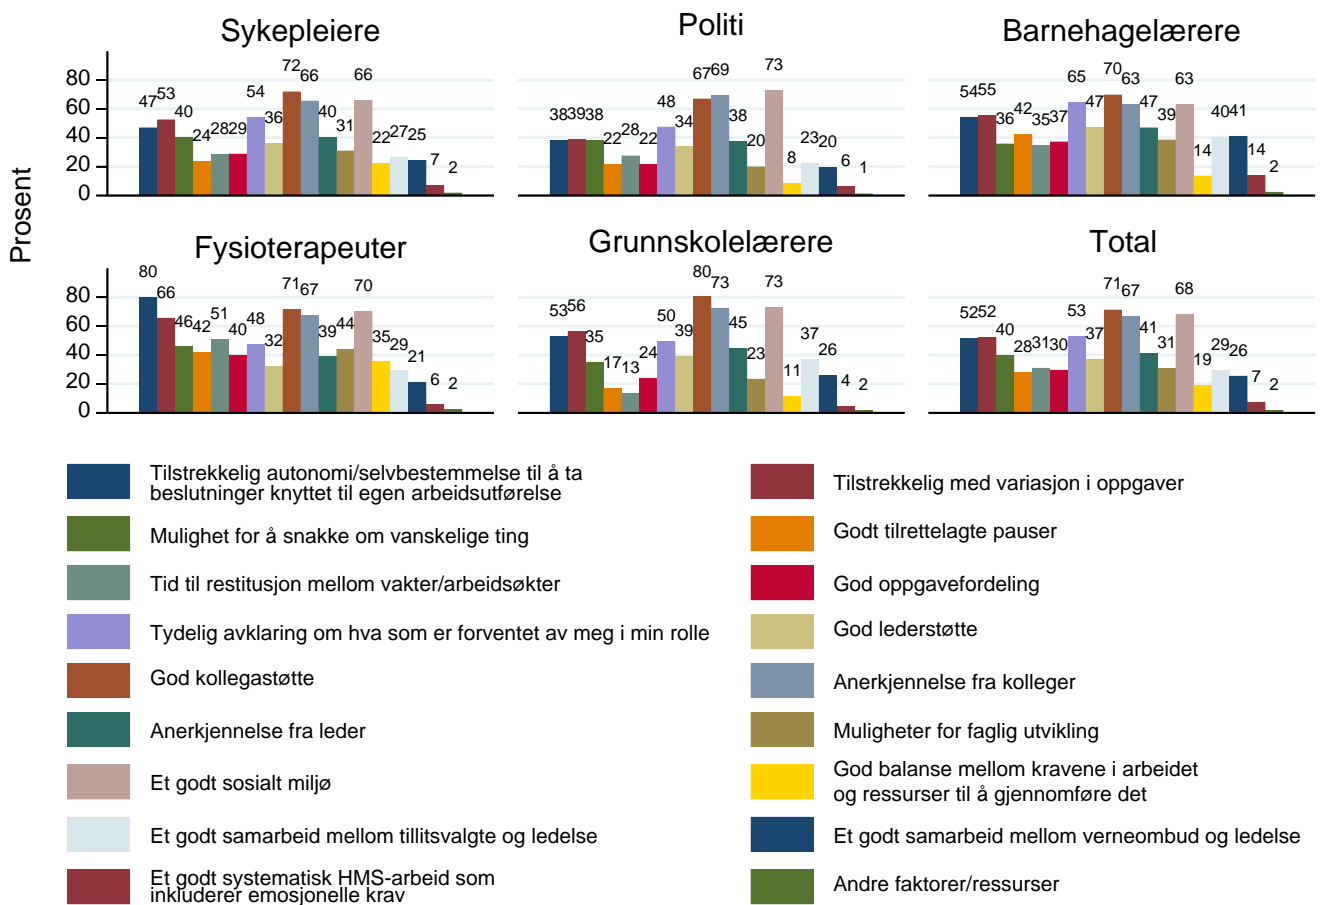 Sykepleiere
Politi
Barnehagelærere
Prosent
80
60
40
20
0
47 53 40 24 28 29 54 36 72 66 40 31 66 22 27 25 7 2
38 39 38 22 28 22 48 34 67 69 38 20 73 8 23 20 6 1
54 55 36 42 35 37 65 47 70 63 47 39 63 14 40 41 14 2
Fysioterapeuter
Grunnskolelærere
Total
80
60
40
20
0
80 66 46 42 51 40 48 32 71 67 39 44 70 35 29 21 6 2
53 56 35 17 13 24 50 39 80 73 45 23 73 11 37 26 4 2
52 52 40 28 31 30 53 37 71 67 41 31 68 19 29 26 7 2
Tilstrekkelig autonomi/selvbestemmelse til å ta
beslutninger knyttet til egen arbeidsutførelse
Tilstrekkelig med variasjon i oppgaver
Mulighet for å snakke om vanskelige ting
Godt tilrettelagte pauser
Tid til restitusjon mellom vakter/arbeidsøkter
God oppgavefordeling
Tydelig avklaring om hva som er forventet av meg i min rolle
God lederstøtte
God kollegastøtte
Anerkjennelse fra kolleger
Anerkjennelse fra leder
Muligheter for faglig utvikling
Et godt sosialt miljø
God balanse mellom kravene i arbeidet
og ressurser til å gjennomføre det
Et godt samarbeid mellom tillitsvalgte og ledelse
Et godt samarbeid mellom verneombud og ledelse
Et godt systematisk HMS-arbeid som
inkluderer emosjonelle krav
Andre faktorer/ressurser